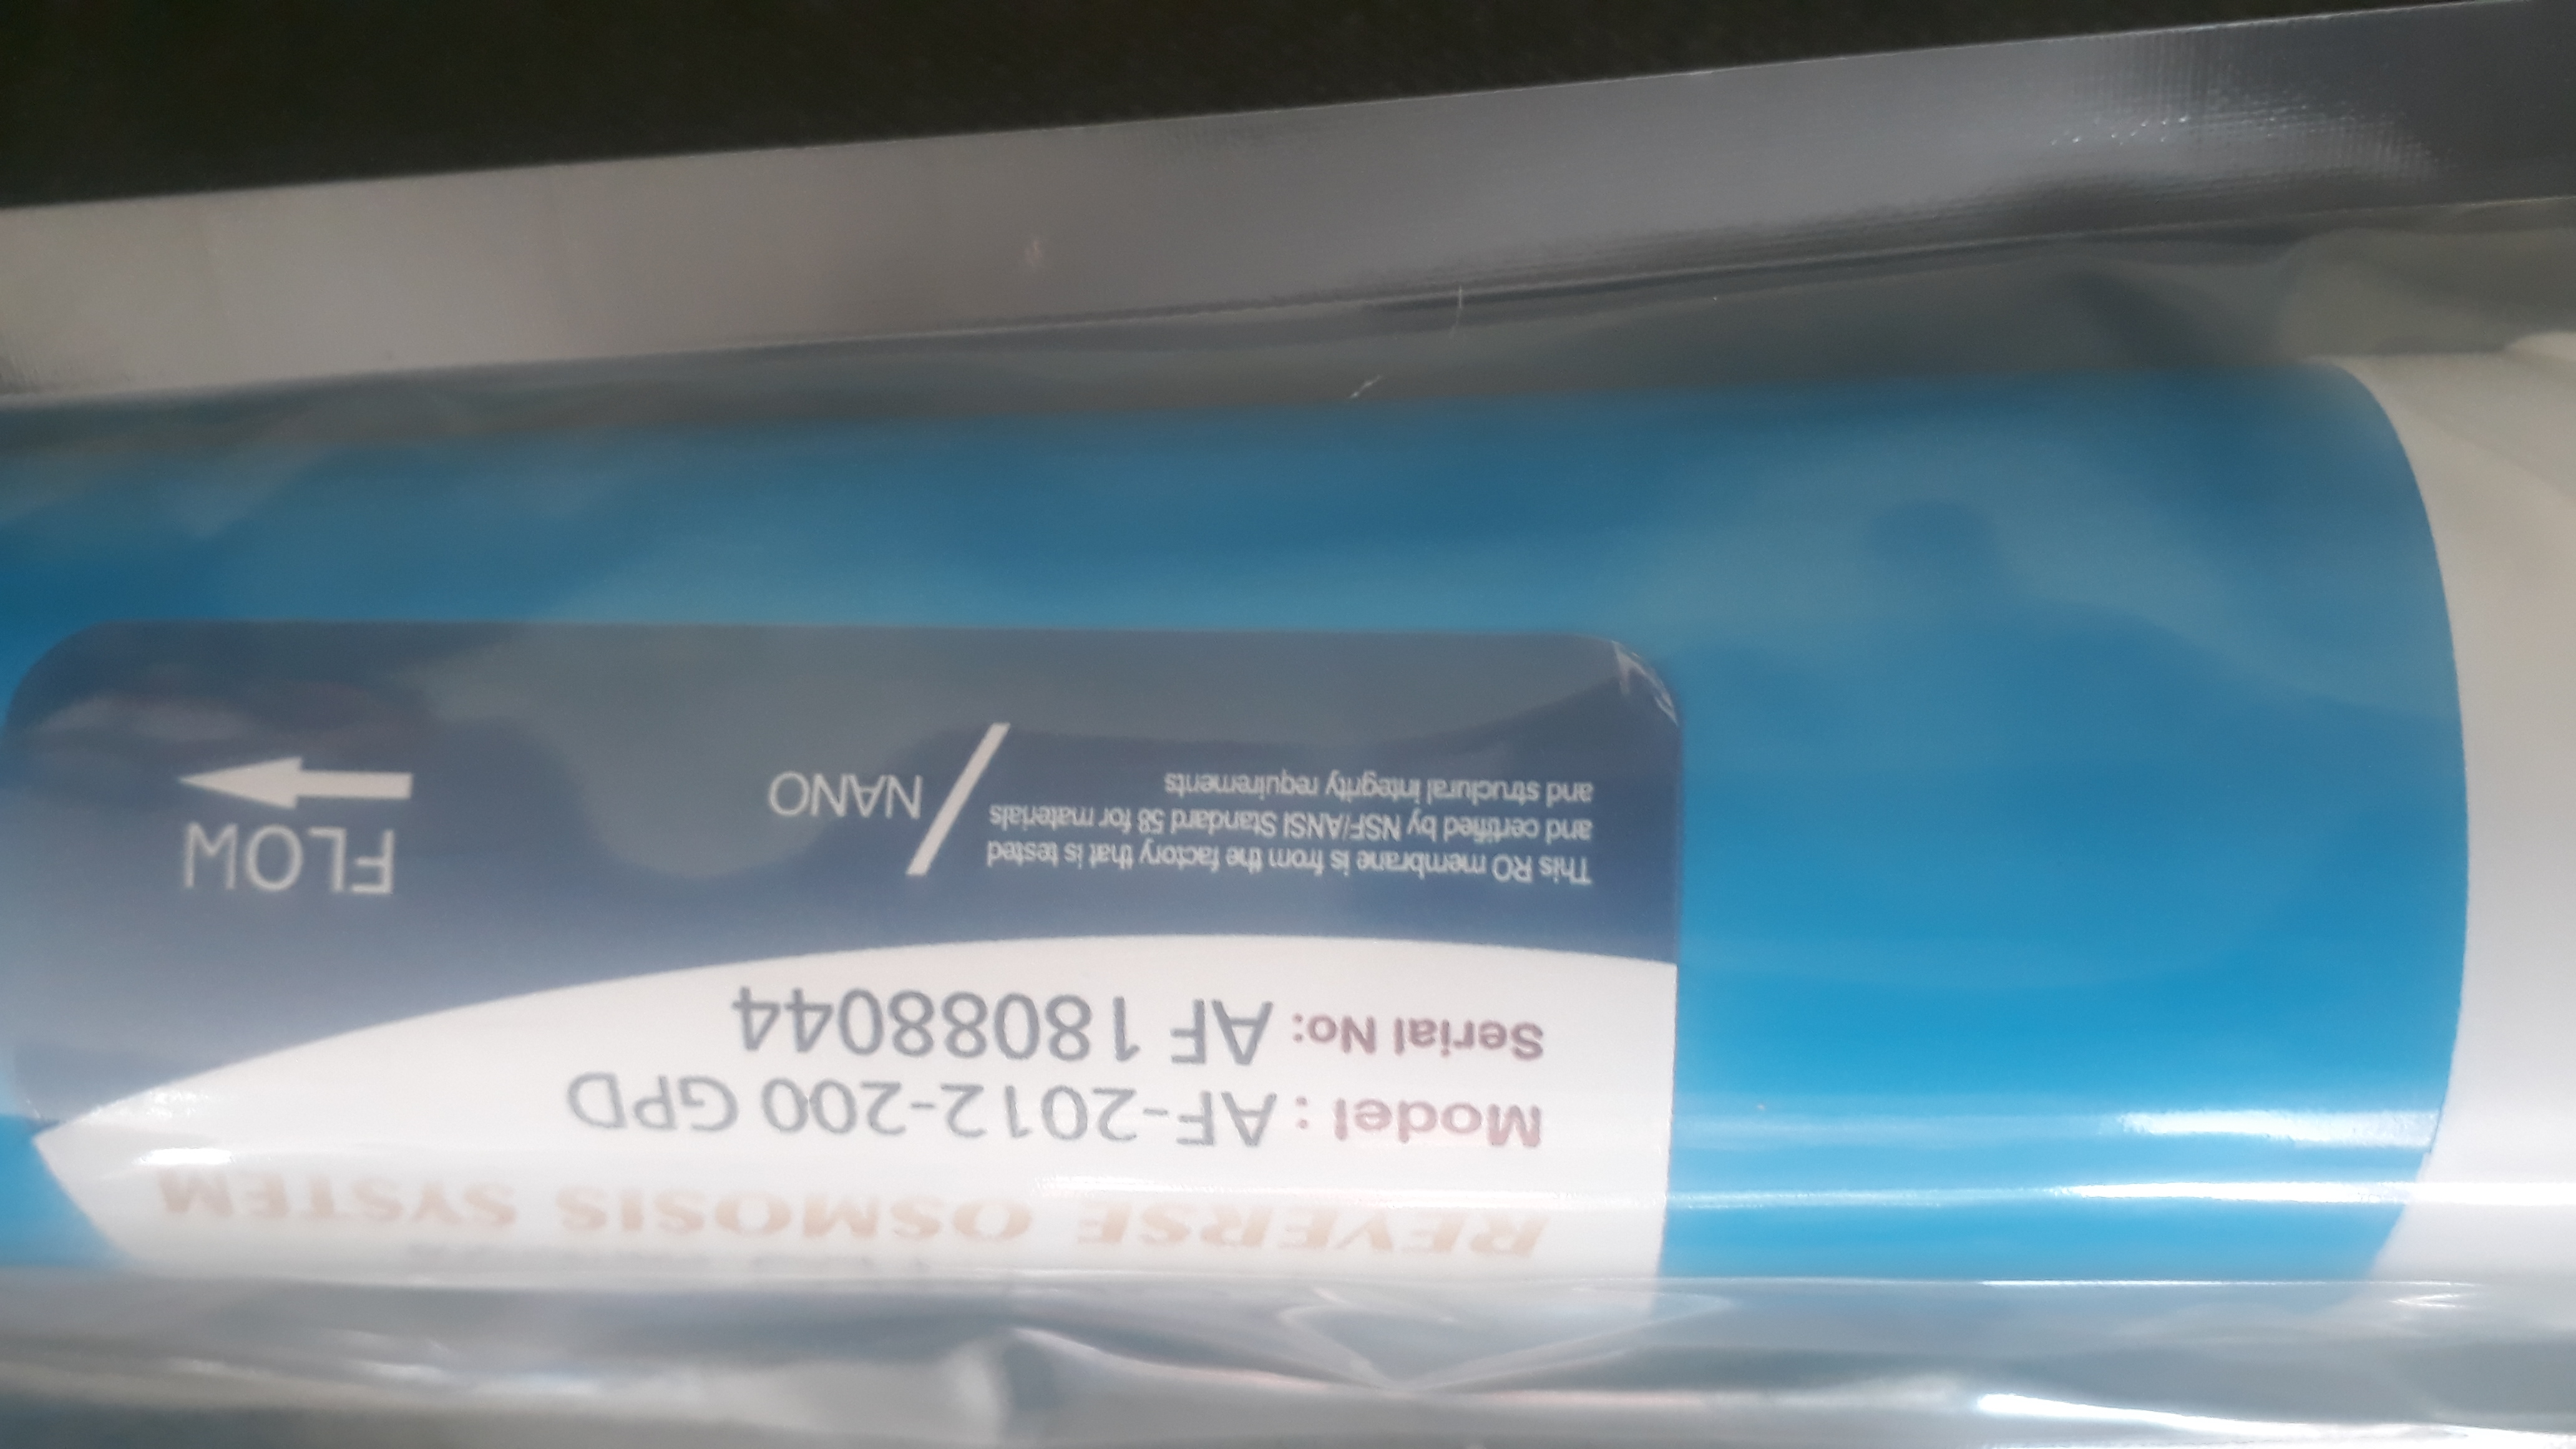 REVERSE OSMOSIS SYSTEM
Model : AF-2012-200 GPD
Serial No: AF 18088044
This RO membrane is from the factory that is tested
and certified by NSF/ANSI Standard 58 for materials
and structural integrity requirements
NANO
FLOW